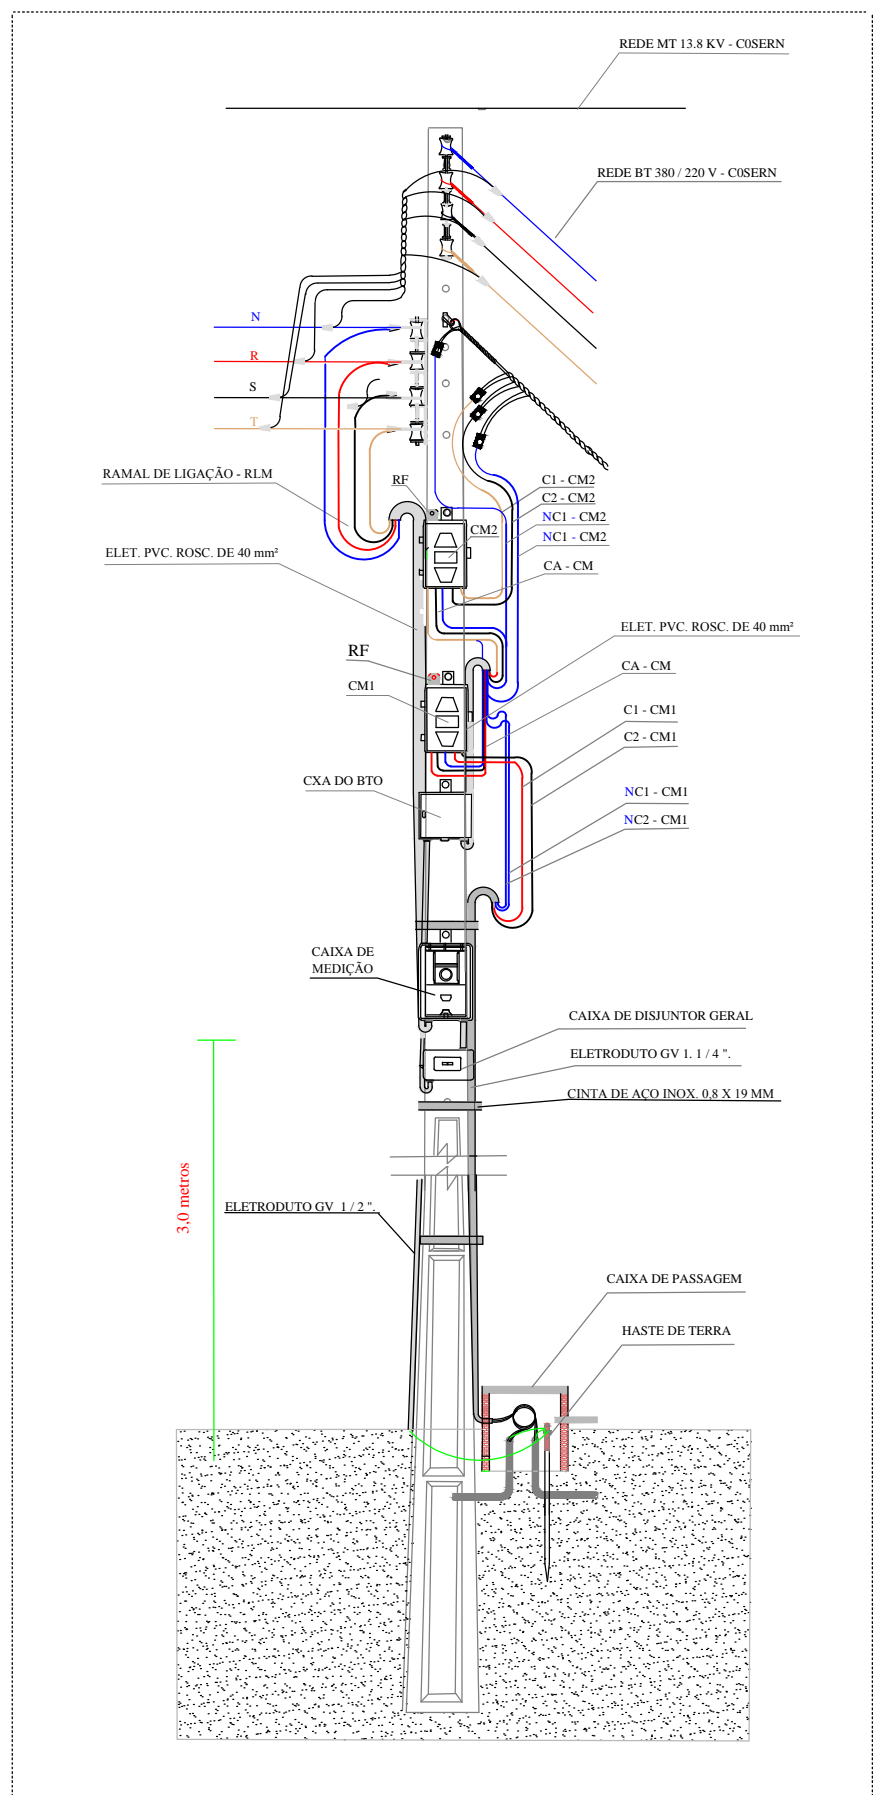 REDE MT 13.8 KV - C0SERN
REDE BT 380 / 220 V - C0SERN
N
R
S
T
RAMAL DE LIGAÇÃO - RLM
RF
C1 - CM2
C2 - CM2
NC1 - CM2
NC1 - CM2
CM2
ELET. PVC. ROSC. DE 40 mm²
CA - CM
ELET. PVC. ROSC. DE 40 mm²
RF
CA - CM
CM1
C1 - CM1
C2 - CM1
CXA DO BTO
NC1 - CM1
NC2 - CM1
CAIXA DE
MEDIÇÃO
CAIXA DE DISJUNTOR GERAL
ELETRODUTO GV 1. 1 / 4 ".
CINTA DE AÇO INOX. 0,8 X 19 MM
3,0 metros
ELETRODUTO GV 1 / 2 ".
CAIXA DE PASSAGEM
HASTE DE TERRA